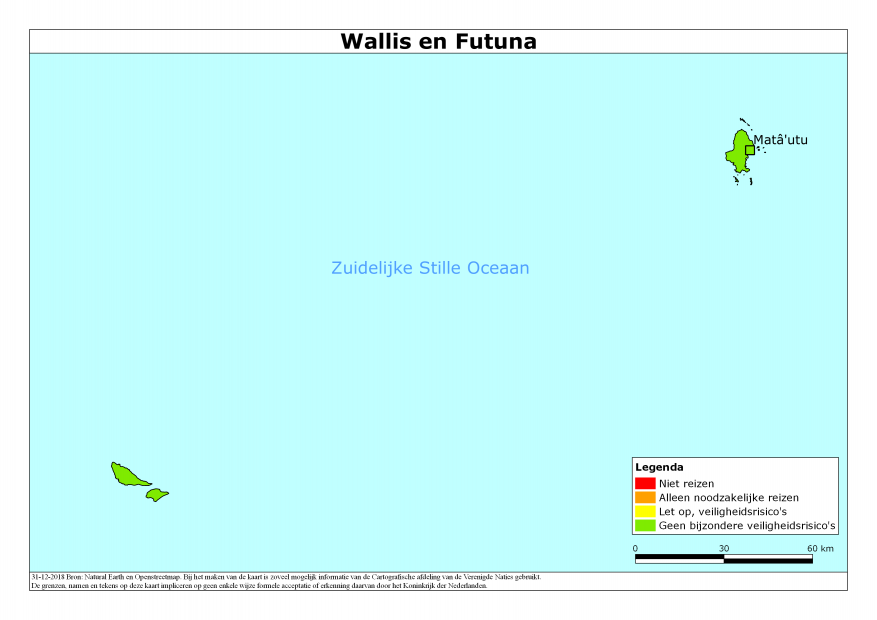 Wallis en Futuna
Matâ'utu
Zuidelijke Stille Oceaan
Legenda
Niet reizen
Alleen noodzakelijke reizen
Let op, veiligheidsrisico's
Geen bijzondere veiligheidsrisico's
0 30 60 km
31-12-2018 Bron: Natural Earth en Openstreetmap. Bij het maken van de kaart is zoveel mogelijk informatie van de Cartografische afdeling van de Verenigde Naties gebruikt.
De grenzen, namen en tekens op deze kaart impliceren op geen enkele wijze formele acceptatie of erkenning daarvan door het Koninkrijk der Nederlanden.